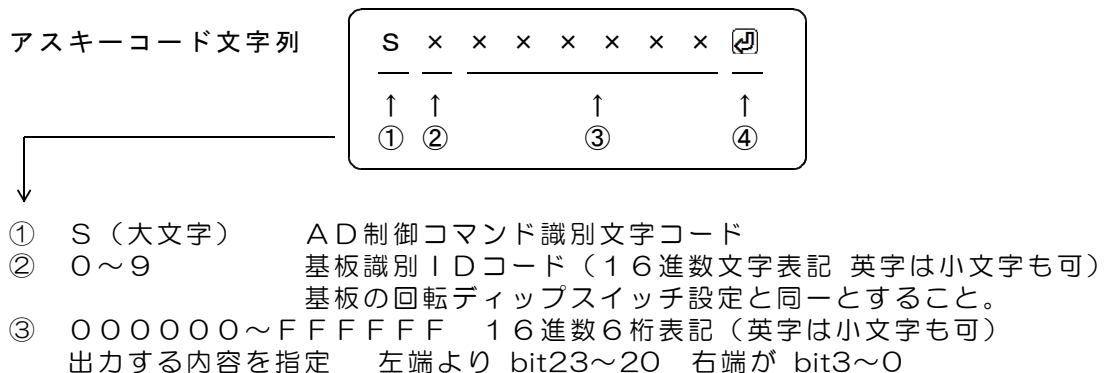 アスキーコード文字列
S × × × × × × × ⏎
↑ ↑ ↑ ↑
① ② ③ ④
① S（大文字） ＡＤ制御コマンド識別文字コード
② ０～９ 基板識別ＩＤコード（１６進数文字表記 英字は小文字も可）
基板の回転ディップスイッチ設定と同一とすること。
③ ００００００～ＦＦＦＦＦＦ １６進数６桁表記（英字は小文字も可）
出力する内容を指定 左端より bit23～20 右端が bit3～0